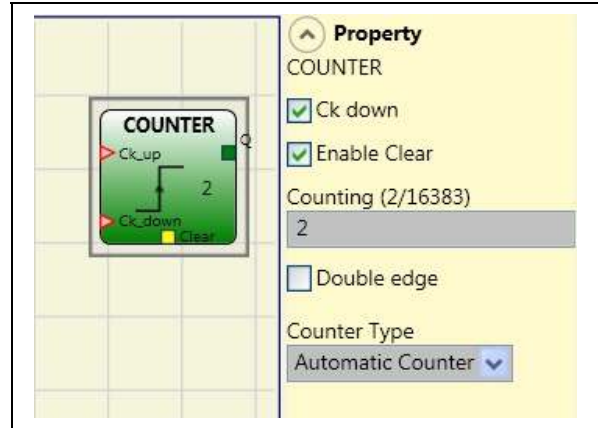 COUNTER
Q
Ck_up
2
Ck_down
Clear
Property
COUNTER
Ck down
Enable Clear
Counting (2/16383)
2
Double edge
Counter Type
Automatic Counter